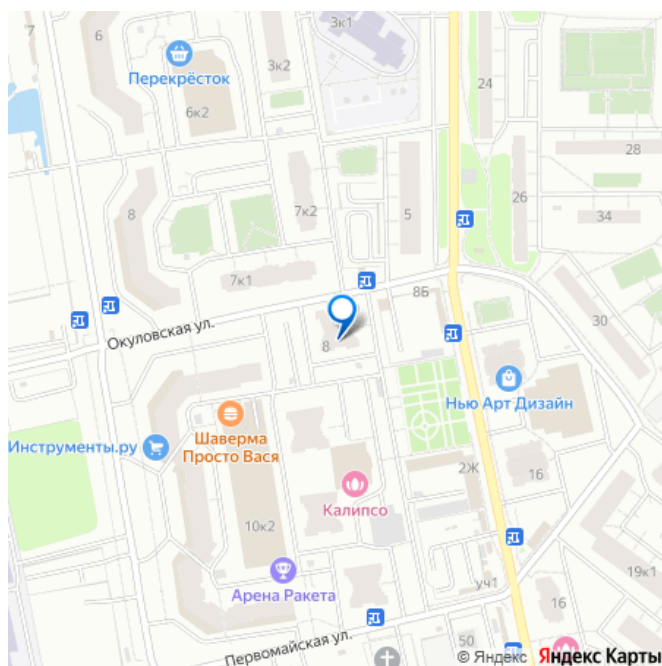 7
6
3к1
Перекрёсток
6к2
3к2
24
28
7к2
8
5
26
34
7к1
8Б
30
Окуловская ул.
8
Нью Арт Дизайн
Шаверма
Просто Вася
Инструменты.ру
2Ж
16
Калипсо
10к2
19к1
Арена Ракета
уч1
16
Первомайская ул.
50
© Яндекс Яндекс Карты